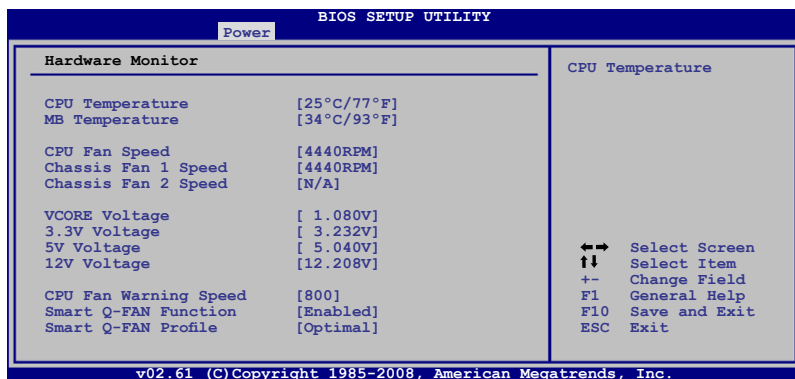 BIOS SETUP UTILITY
Power
Hardware Monitor
CPU Temperature [25°C/77°F]
MB Temperature [34°C/93°F]
CPU Fan Speed [4440RPM]
Chassis Fan 1 Speed [4440RPM]
Chassis Fan 2 Speed [N/A]
VCORE Voltage [ 1.080V]
3.3V Voltage [ 3.232V]
5V Voltage [ 5.040V]
12V Voltage [12.208V]
CPU Fan Warning Speed [800]
Smart Q-FAN Function [Enabled]
Smart Q-FAN Profile [Optimal]
CPU Temperature
←→ Select Screen
↑↓ Select Item
+- Change Field
F1 General Help
F10 Save and Exit
ESC Exit
v02.61 (C)Copyright 1985-2008, American Megatrends, Inc.